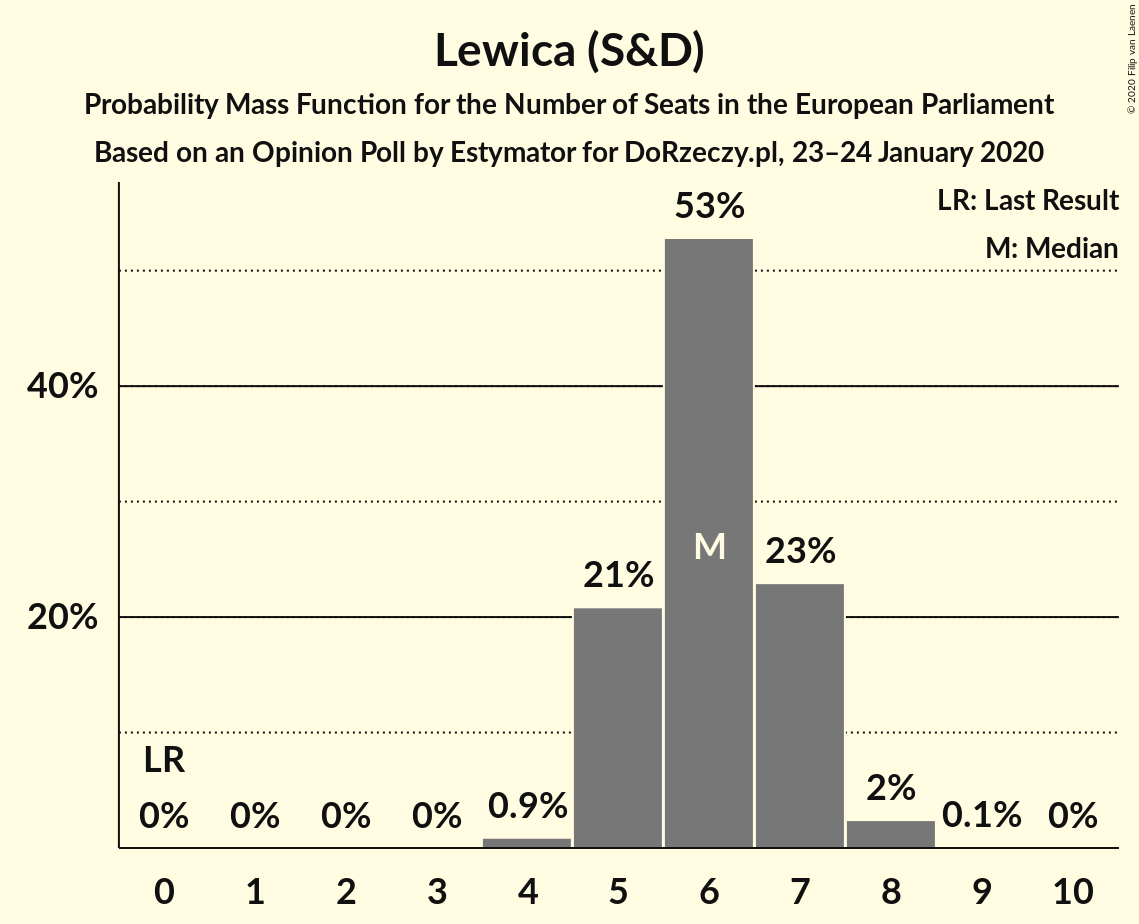 Lewica (S&D)
Probability Mass Function for the Number of Seats in the European Parliament
Based on an Opinion Poll by Estymator for DoRzeczy.pl, 23–24 January 2020
© 2020 Filip van Laenen
LR: Last Result
M: Median
53%
40%
M
23%
21%
20%
LR
0% 0% 0% 0% 0.9% 2% 0.1% 0%
0 1 2 3 4 5 6 7 8 9 10